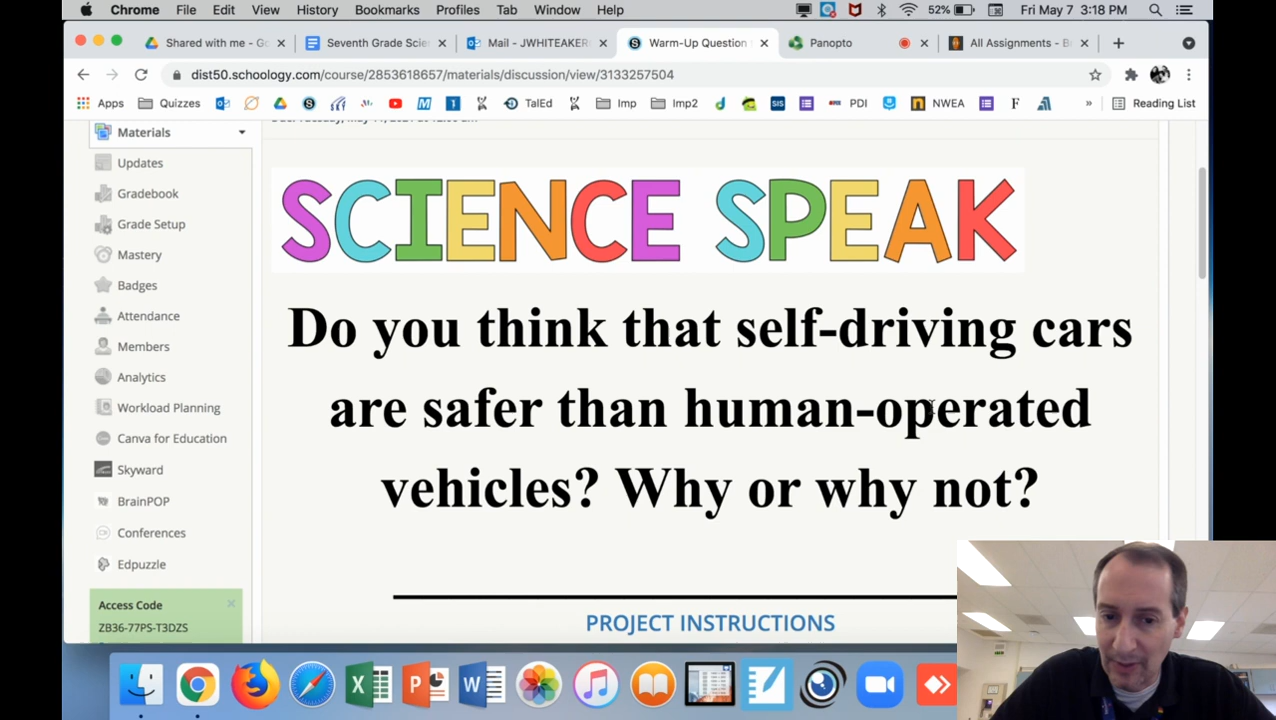 Chrome File Edit View History Bookmarks Profiles Tab Window Help 52% Fri May 7 3:18 PM
Shared with me - Go Seventh Grade Scie Mail - JWHITEAKER Warm-Up Question Panopto All Assignments - B
dist50.schoology.com/course/2853618657/materials/discussion/view/3133257504
Apps Quizzes TalEd Imp Imp2 SIS PDI NWEA F » Reading List
Materials
Updates
Gradebook
Grade Setup
Mastery
Badges
Attendance
Members
Analytics
Workload Planning
Canva for Education
Skyward
BrainPOP
Conferences
Edpuzzle
Access Code
ZB36-77PS-T3DZS
SCIENCE SPEAK
Do you think that self-driving cars
are safer than human-operated
vehicles? Why or why not?
PROJECT INSTRUCTIONS